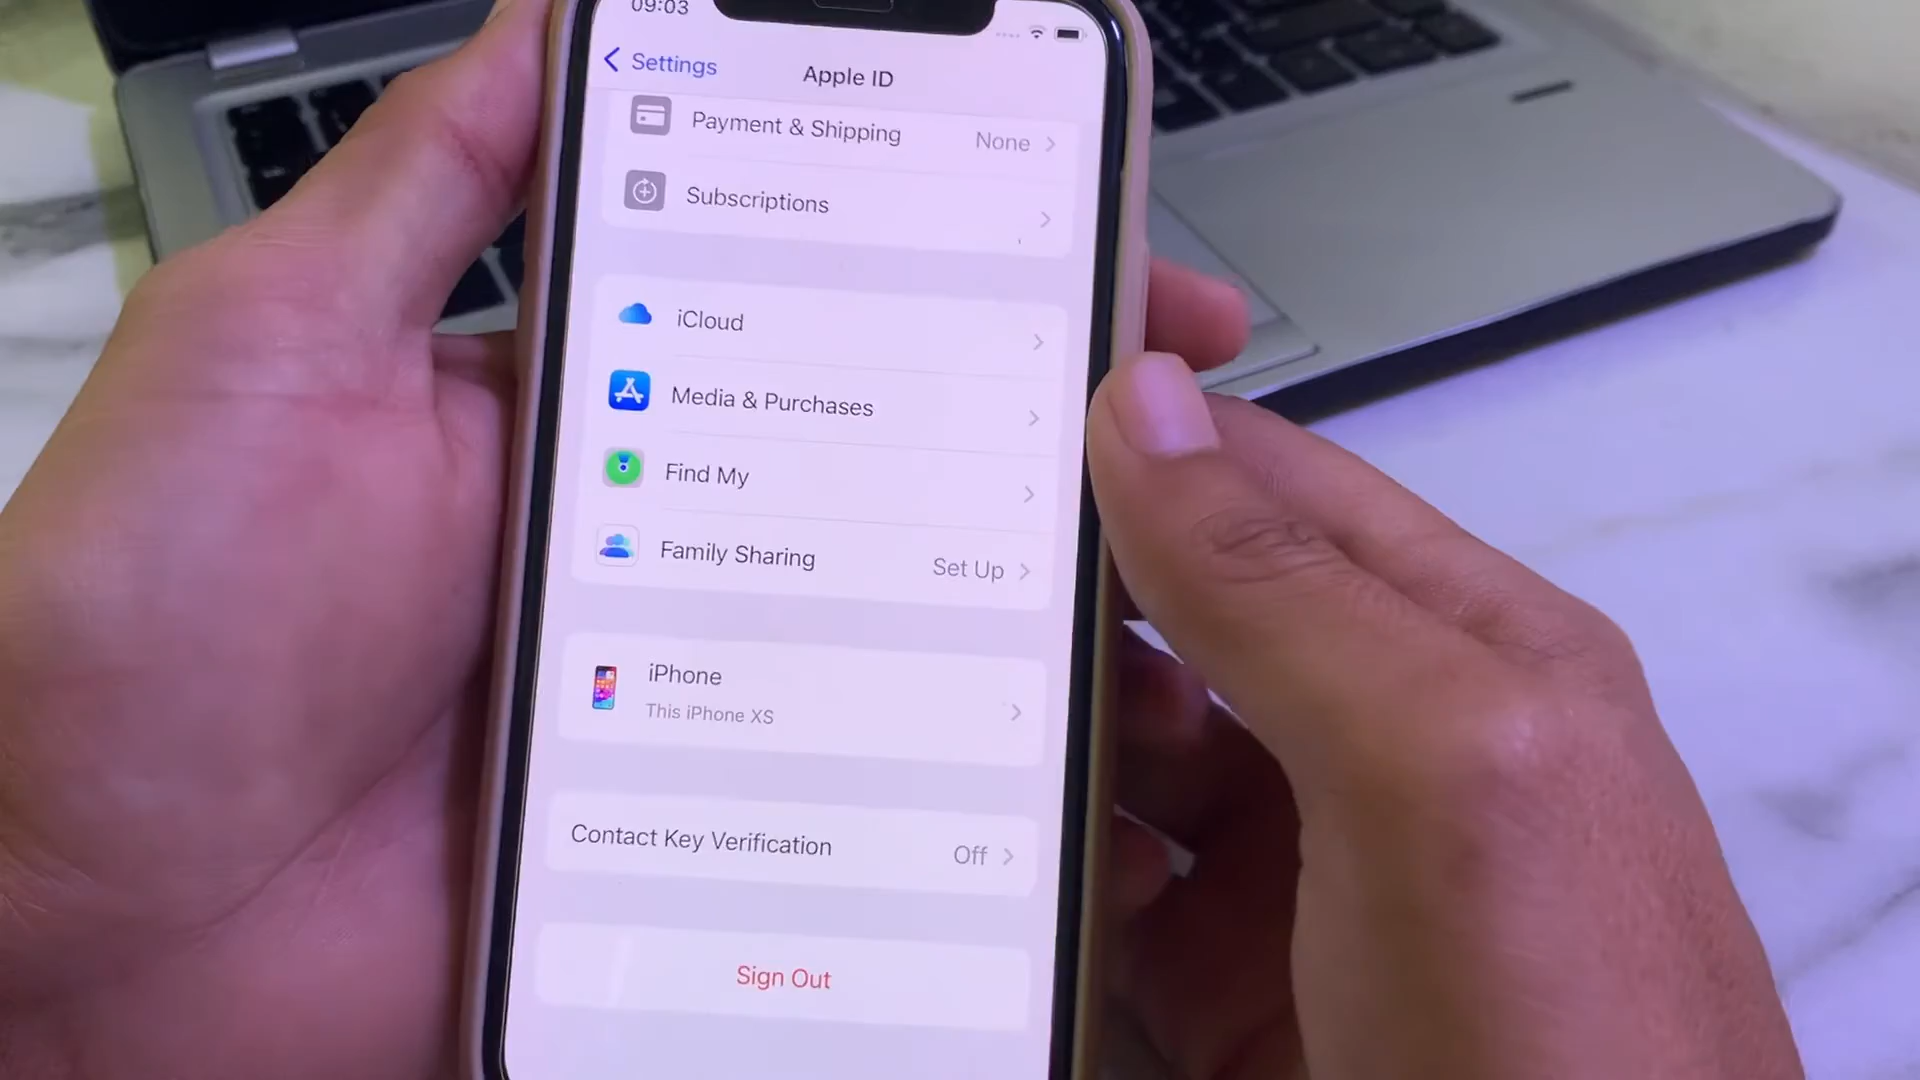 09:03
Settings
Apple ID
Payment & Shipping None
Subscriptions
iCloud
Media & Purchases
Find My
Family Sharing Set Up
iPhone
This iPhone XS
Contact Key Verification Off
Sign Out